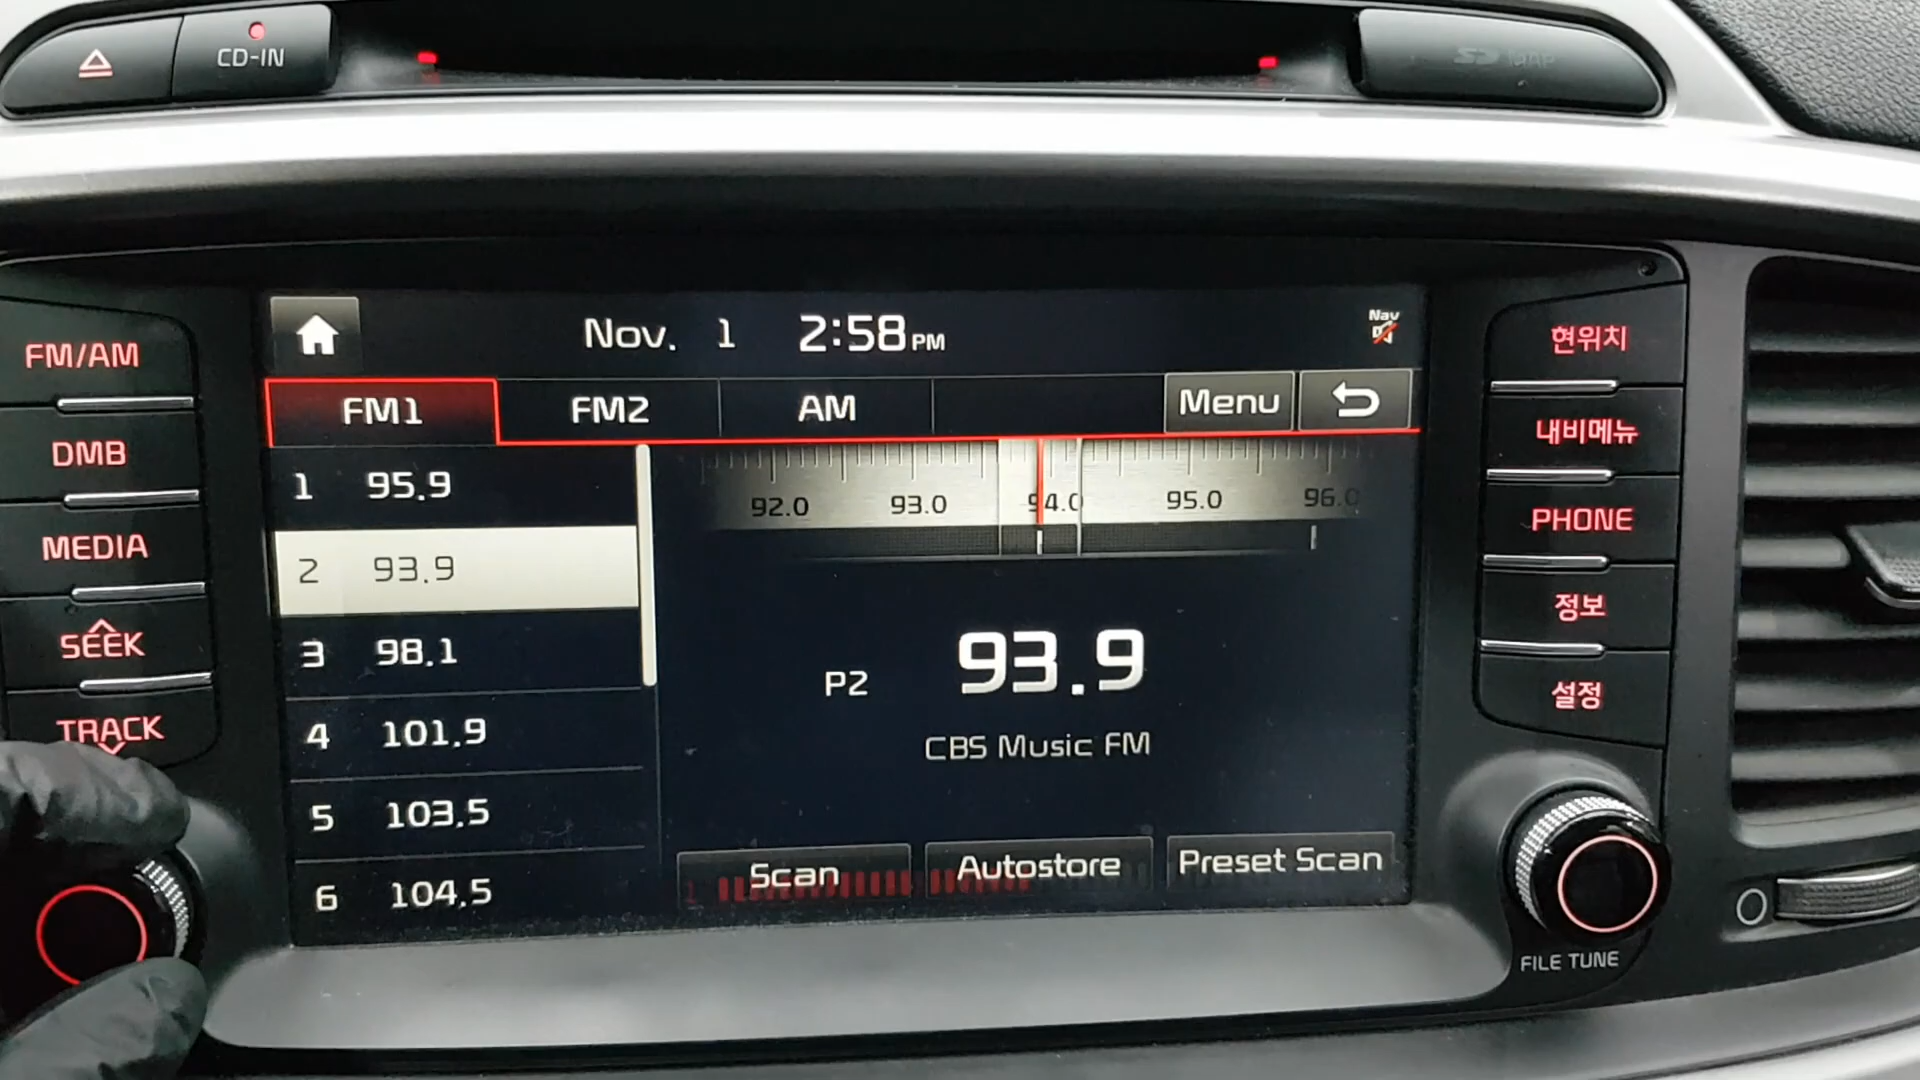 CD-IN
SD MAP
FM/AM
DMB
MEDIA
SEEK
TRACK
Nov. 1 2:58 PM
Nav
FM1 FM2 AM Menu
1 95.9
2 93.9
3 98.1
4 101.9
5 103.5
6 104.5
92.0 93.0 94.0 95.0 96.0
P2 93.9
CBS Music FM
Scan Autostore Preset Scan
현위치
내비메뉴
PHONE
정보
설정
FILE TUNE